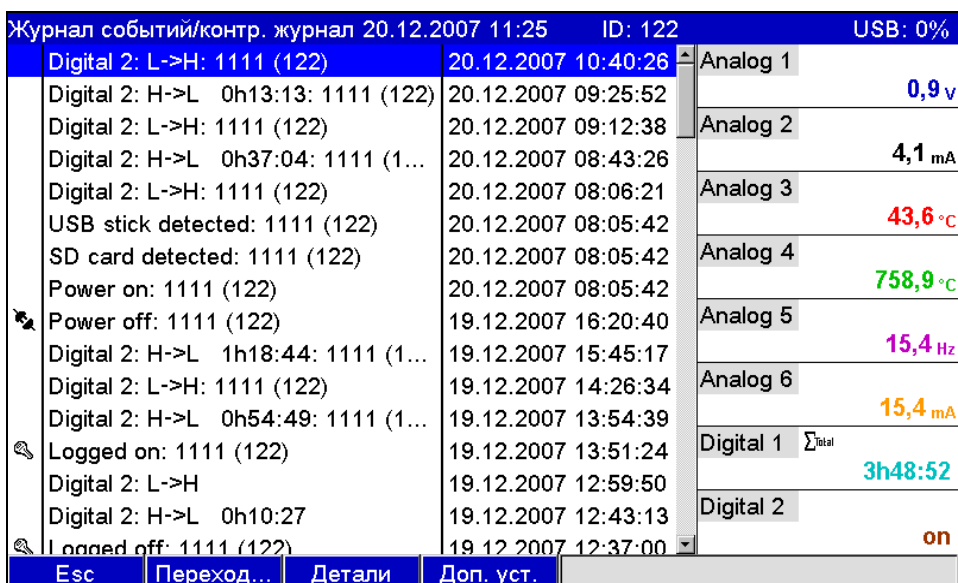 Журнал событий/контр. журнал 20.12.2007 11:25 ID: 122 USB: 0%
Digital 2: L->H: 1111 (122) 20.12.2007 10:40:26
Digital 2: H->L 0h13:13: 1111 (122) 20.12.2007 09:25:52
Digital 2: L->H: 1111 (122) 20.12.2007 09:12:38
Digital 2: H->L 0h37:04: 1111 (1... 20.12.2007 08:43:26
Digital 2: L->H: 1111 (122) 20.12.2007 08:06:21
USB stick detected: 1111 (122) 20.12.2007 08:05:42
SD card detected: 1111 (122) 20.12.2007 08:05:42
Power on: 1111 (122) 20.12.2007 08:05:42
Power off: 1111 (122) 19.12.2007 16:20:40
Digital 2: H->L 1h18:44: 1111 (1... 19.12.2007 15:45:17
Digital 2: L->H: 1111 (122) 19.12.2007 14:26:34
Digital 2: H->L 0h54:49: 1111 (1... 19.12.2007 13:54:39
Logged on: 1111 (122) 19.12.2007 13:51:24
Digital 2: L->H 19.12.2007 12:59:50
Digital 2: H->L 0h10:27 19.12.2007 12:43:13
Logged off: 1111 (122) 19.12.2007 12:37:00
Analog 1
0,9 V
Analog 2
4,1 mA
Analog 3
43,6 °C
Analog 4
758,9 °C
Analog 5
15,4 Hz
Analog 6
15,4 mA
Digital 1 ΣTotal
3h48:52
Digital 2
on
Esc Переход... Детали Доп. уст.